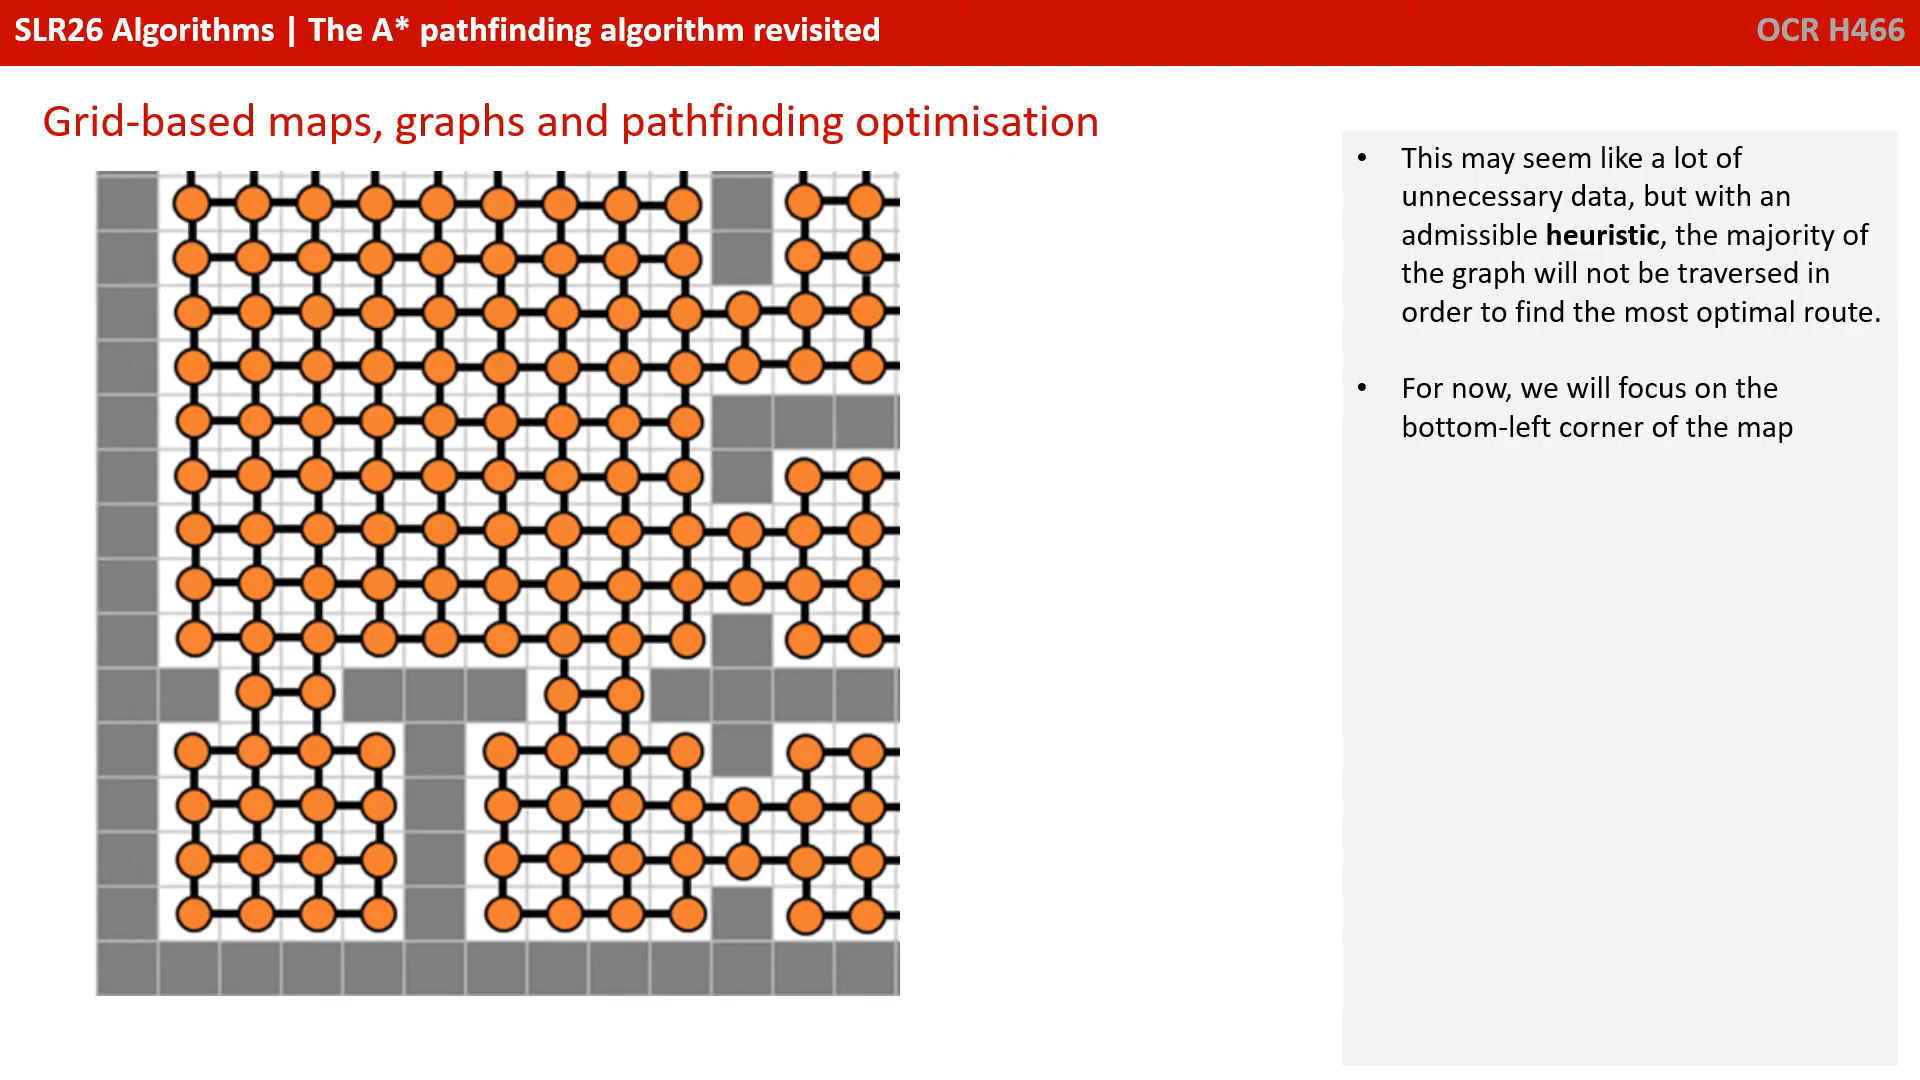 SLR26 Algorithms | The A* pathfinding algorithm revisited
OCR H466
Grid-based maps, graphs and pathfinding optimisation
• This may seem like a lot of
unnecessary data, but with an
admissible heuristic, the majority of
the graph will not be traversed in
order to find the most optimal route.
• For now, we will focus on the
bottom-left corner of the map